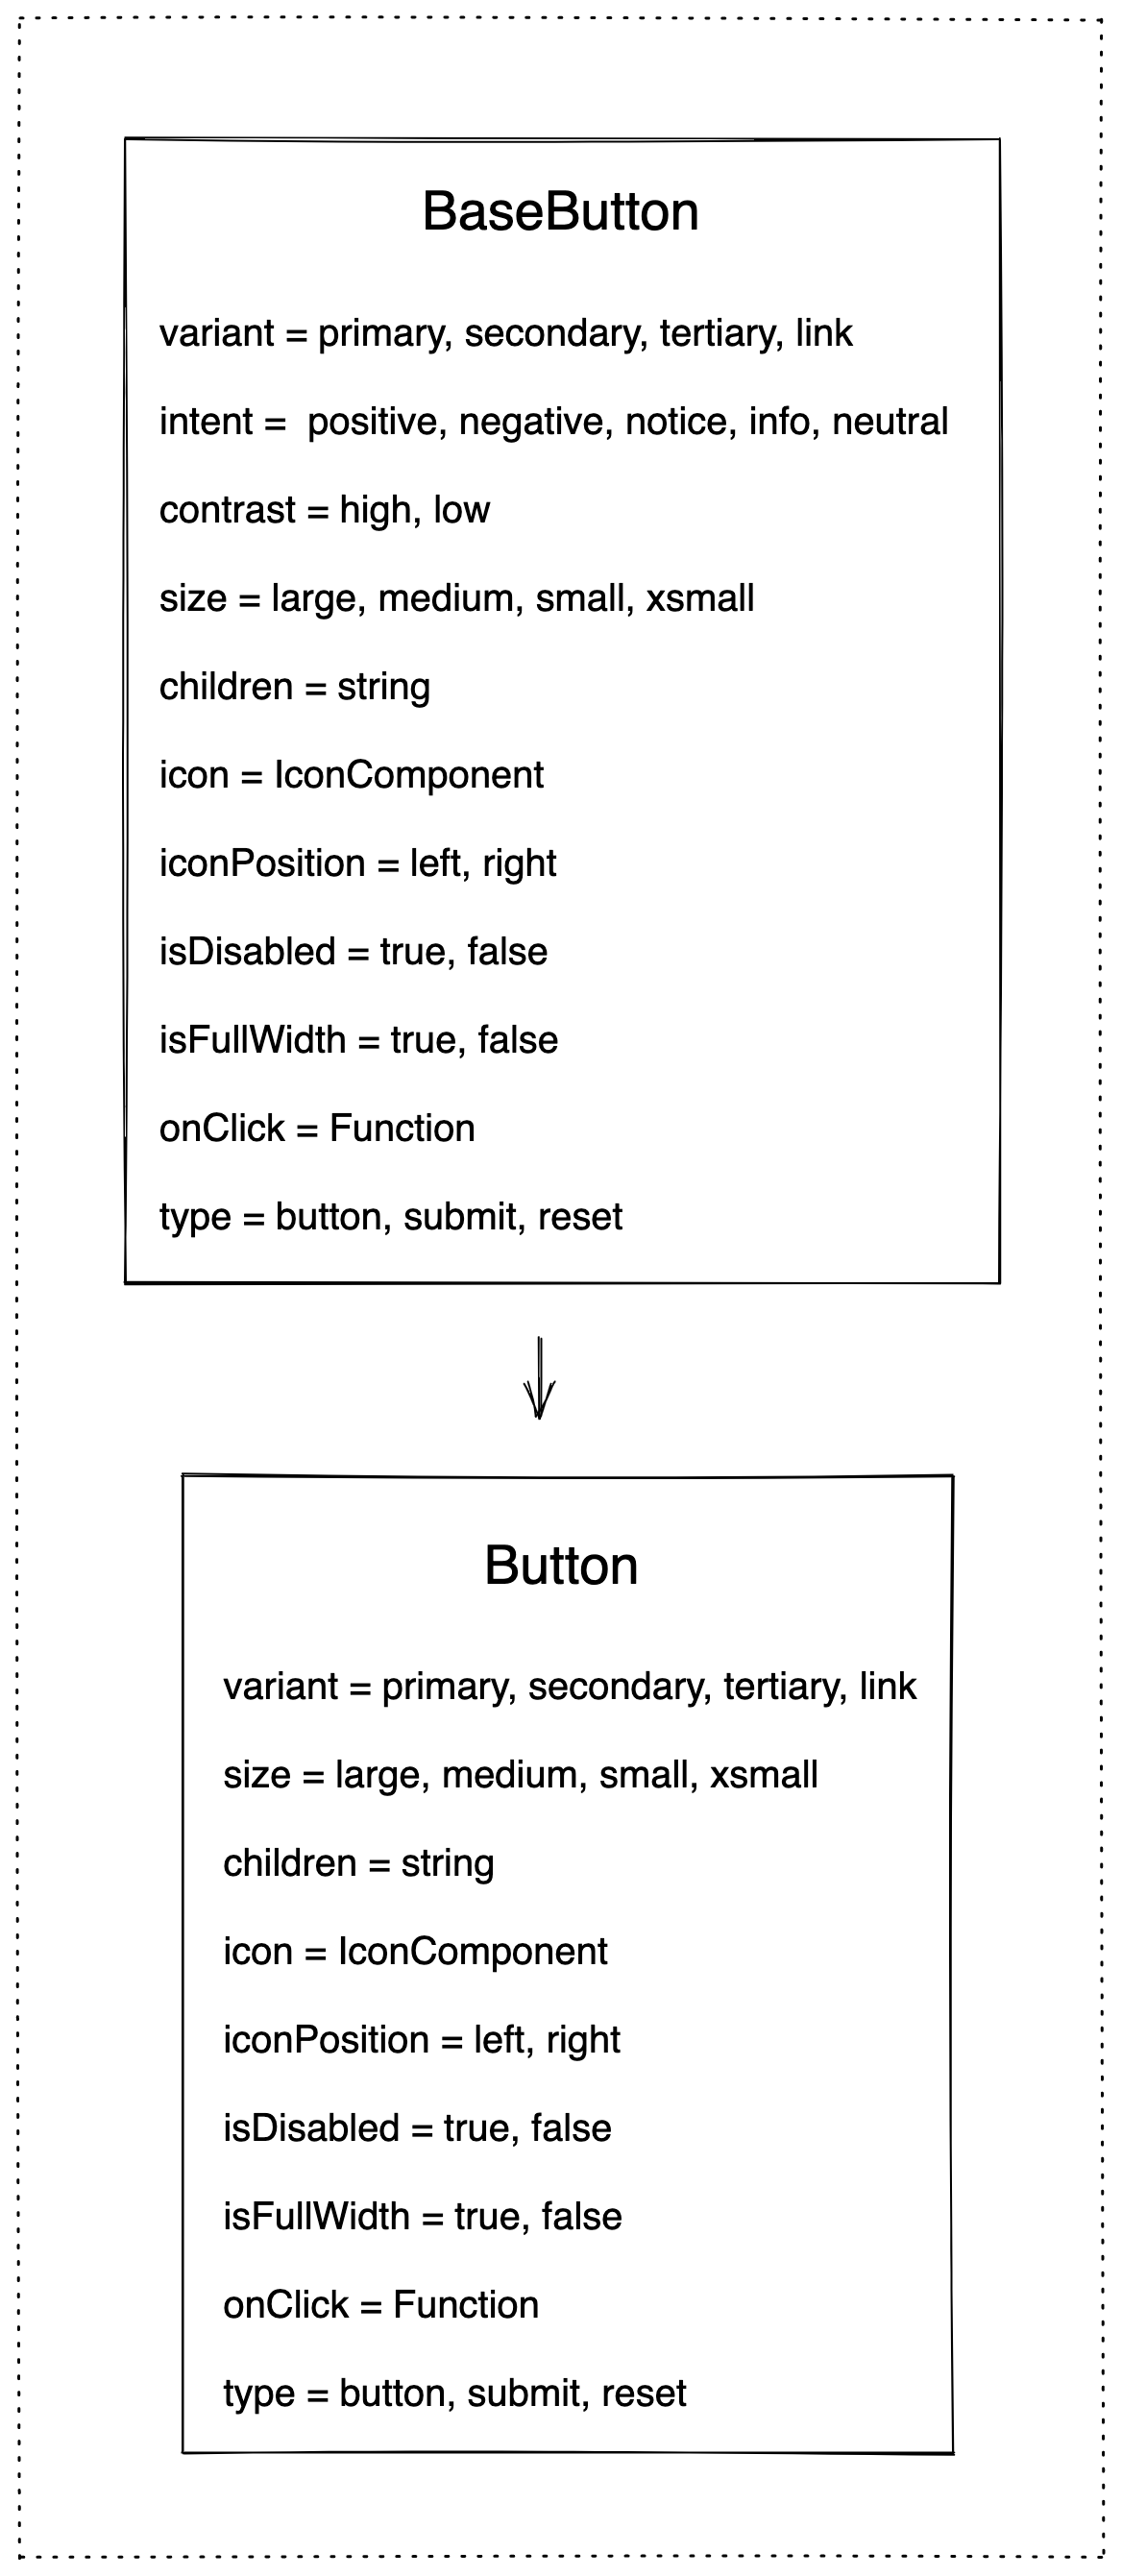 BaseButton
variant = primary, secondary, tertiary, link
intent =  positive, negative, notice, info, neutral
contrast = high, low
size = large, medium, small, xsmall
children = string
icon = IconComponent
iconPosition = left, right
isDisabled = true, false
isFullWidth = true, false
onClick = Function
type = button, submit, reset
Button
variant = primary, secondary, tertiary, link
size = large, medium, small, xsmall
children = string
icon = IconComponent
iconPosition = left, right
isDisabled = true, false
isFullWidth = true, false
onClick = Function
type = button, submit, reset